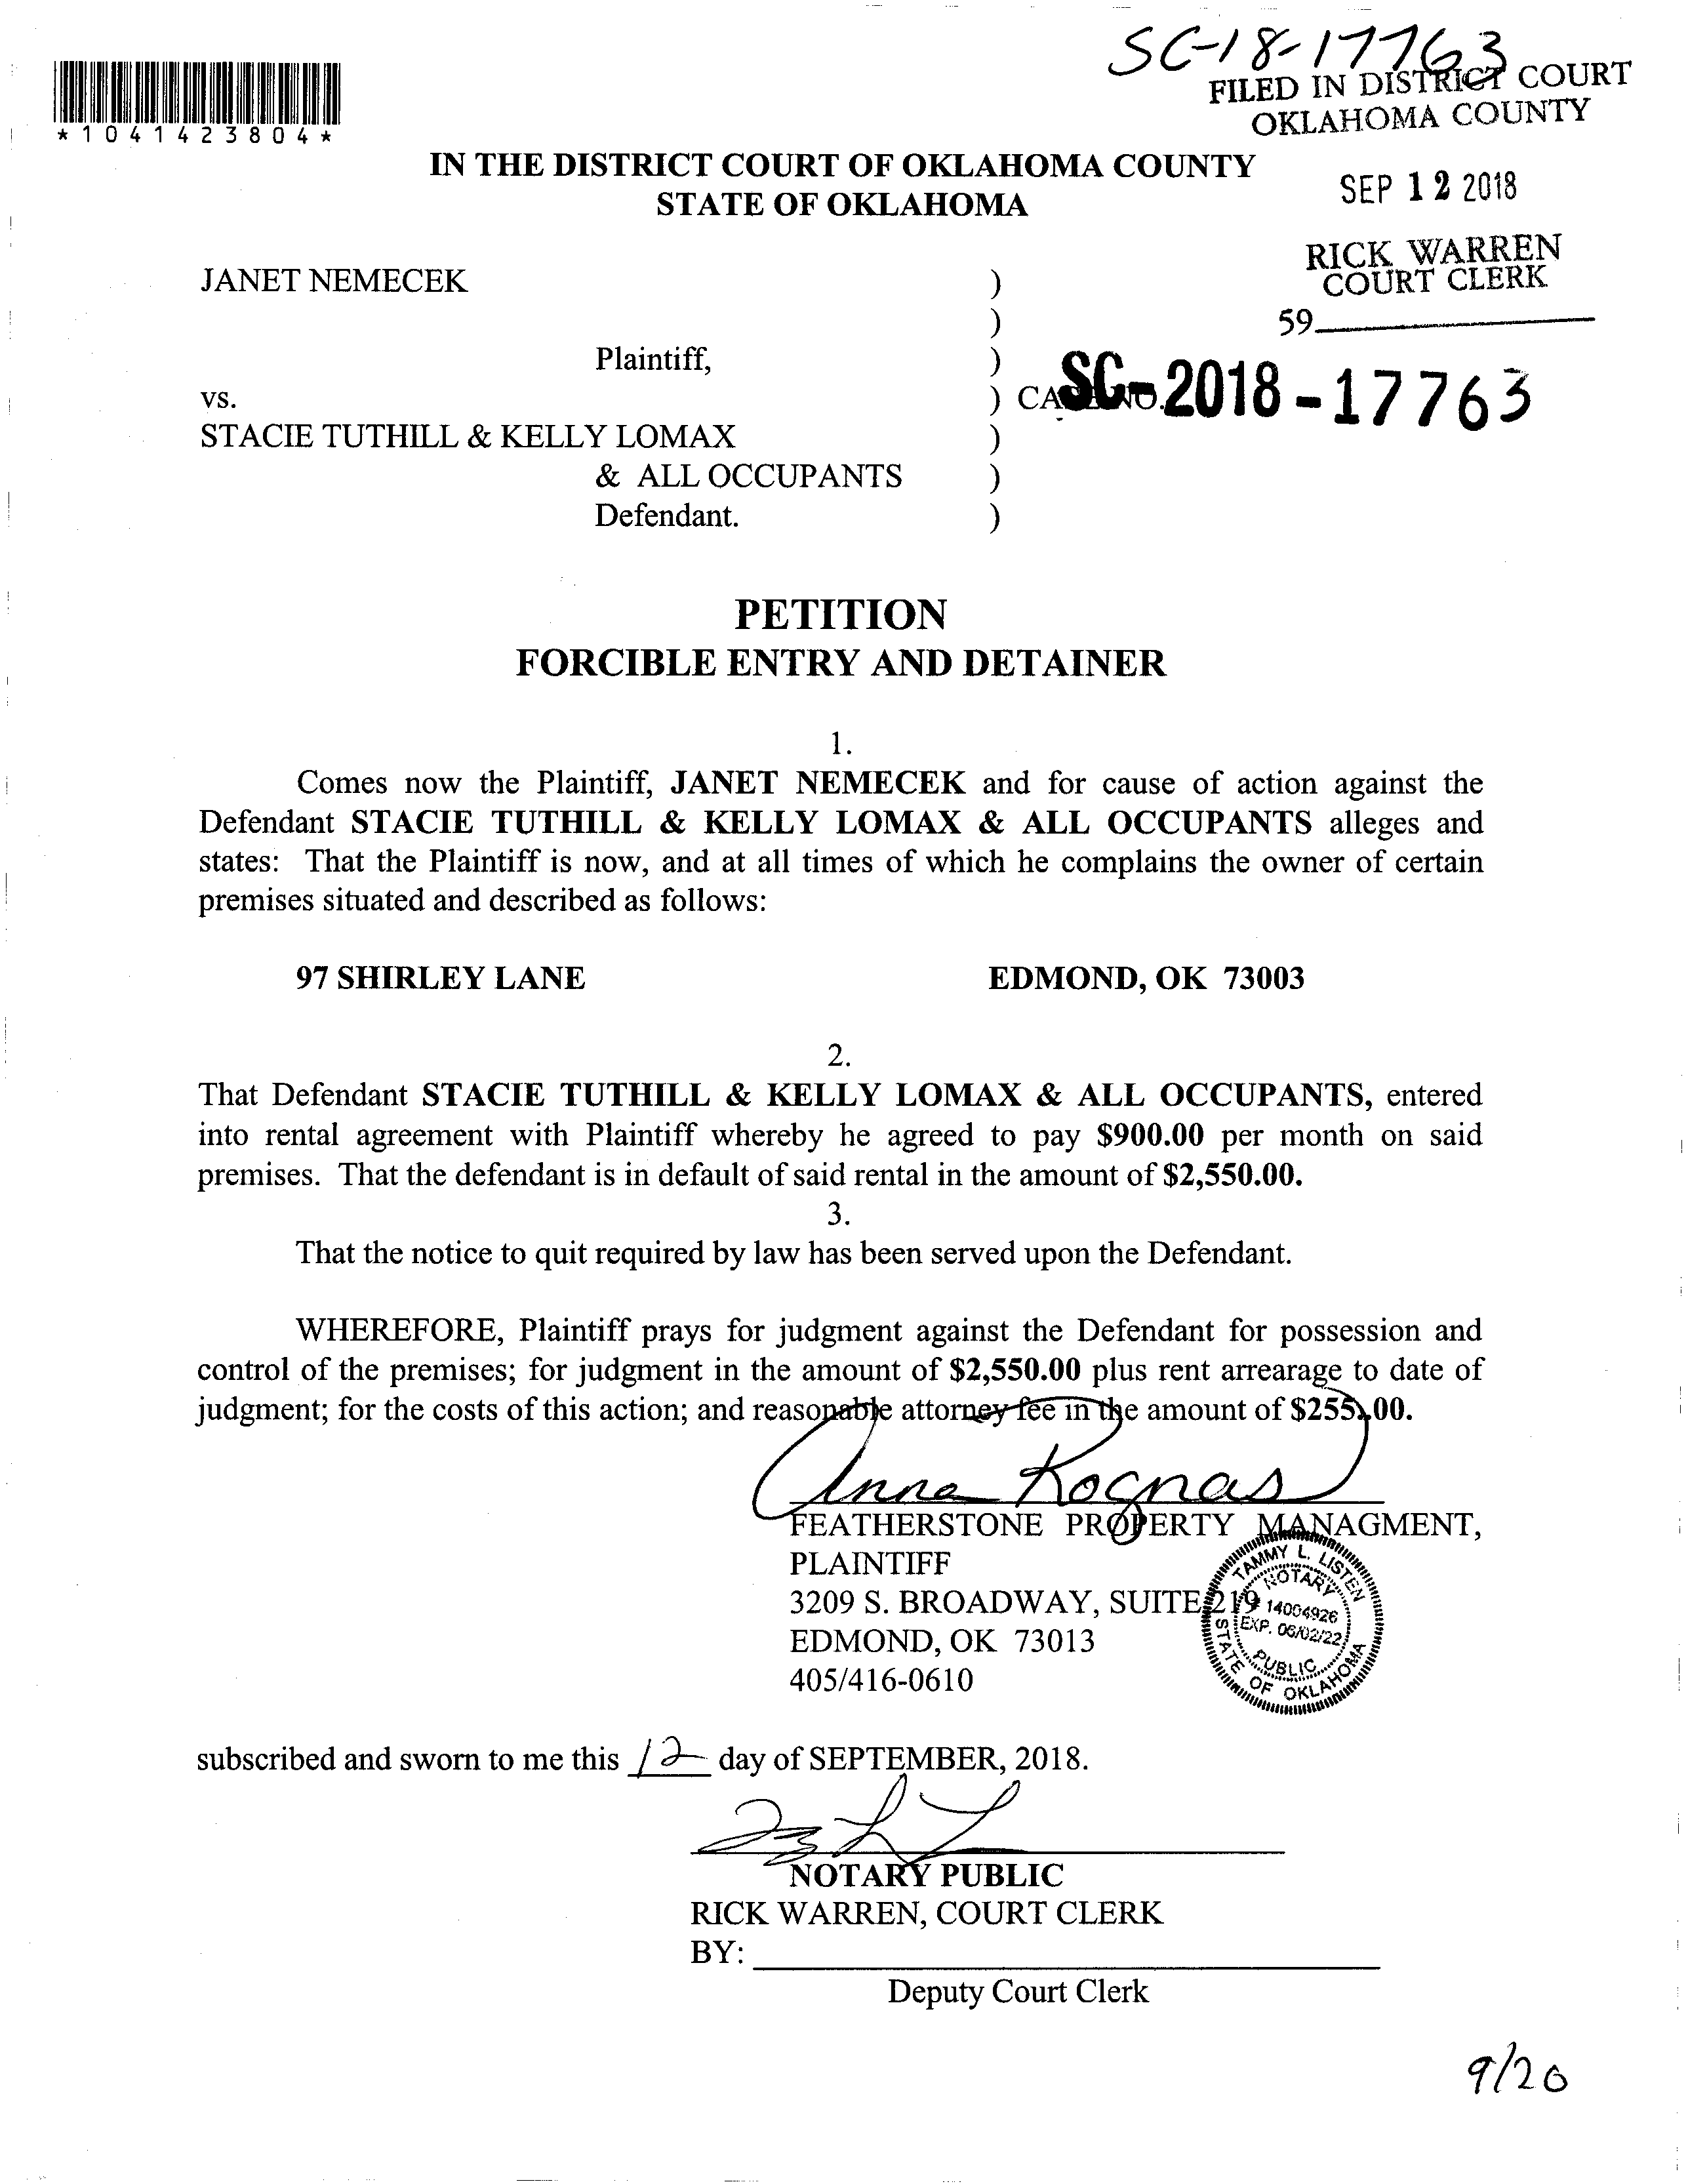 SC-18-17763
FILED IN DISTRICT COURT
OKLAHOMA COUNTY
*1041423804*
IN THE DISTRICT COURT OF OKLAHOMA COUNTY
STATE OF OKLAHOMA
SEP 12 2018
RICK WARREN
COURT CLERK
59
JANET NEMECEK )
)
Plaintiff, )
vs. ) CASE NO. SC-2018-17763
STACIE TUTHILL & KELLY LOMAX )
& ALL OCCUPANTS )
Defendant. )
PETITION
FORCIBLE ENTRY AND DETAINER
1.
Comes now the Plaintiff, JANET NEMECEK and for cause of action against the
Defendant STACIE TUTHILL & KELLY LOMAX & ALL OCCUPANTS alleges and
states: That the Plaintiff is now, and at all times of which he complains the owner of certain
premises situated and described as follows:
97 SHIRLEY LANE EDMOND, OK 73003
2.
That Defendant STACIE TUTHILL & KELLY LOMAX & ALL OCCUPANTS, entered
into rental agreement with Plaintiff whereby he agreed to pay $900.00 per month on said
premises. That the defendant is in default of said rental in the amount of $2,550.00.
3.
That the notice to quit required by law has been served upon the Defendant.
WHEREFORE, Plaintiff prays for judgment against the Defendant for possession and
control of the premises; for judgment in the amount of $2,550.00 plus rent arrearage to date of
judgment; for the costs of this action; and reasonable attorney fee in the amount of $255.00.
Anna Rognas
FEATHERSTONE PROPERTY MANAGMENT,
PLAINTIFF
3209 S. BROADWAY, SUITE 219
EDMOND, OK 73013
405/416-0610
TAMMY L. LISTEN
NOTARY
14004926
EXP. 06/02/22
PUBLIC
STATE OF OKLAHOMA
subscribed and sworn to me this 12 day of SEPTEMBER, 2018.
NOTARY PUBLIC
RICK WARREN, COURT CLERK
BY:
Deputy Court Clerk
9/20